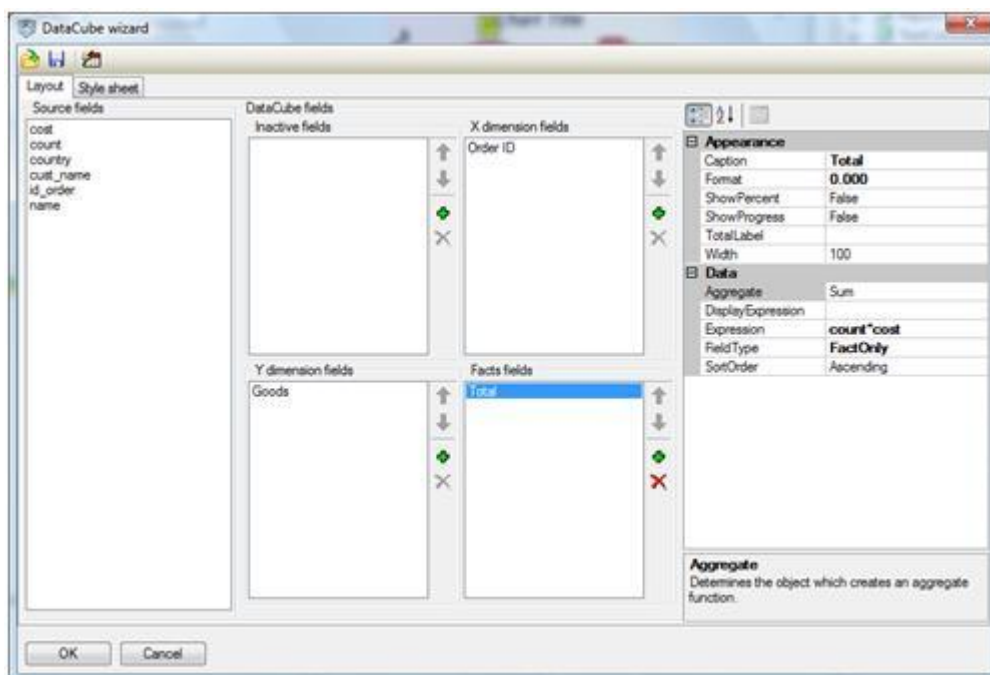 DataCube wizard
Layout Style sheet
Source fields
cost
count
country
cust_name
id_order
name
DataCube fields
Inactive fields
X dimension fields
Order ID
Y dimension fields
Goods
Facts fields
Total
Appearance
Caption Total
Format 0.000
ShowPercent False
ShowProgress False
TotalLabel
Width 100
Data
Aggregate Sum
DisplayExpression
Expression count*cost
FieldType FactOnly
SortOrder Ascending
Aggregate
Determines the object which creates an aggregate
function.
OK Cancel